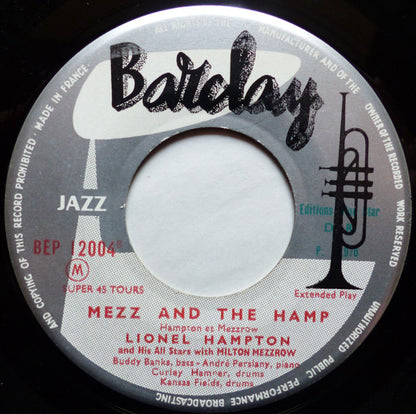 ALL RIGHTS OF THE MANUFACTURER AND OF THE OWNER OF THE WORK RESERVED
UNAUTHORIZED PUBLIC PERFORMANCE BROADCASTING
AND COPYING OF THIS RECORD PROHIBITED · MADE IN FRANCE ·
Barclay
JAZZ
BEP 12004
M
SUPER 45 TOURS
Editions
Extended Play
MEZZ AND THE HAMP
Hampton et Mezzrow
LIONEL HAMPTON
and His All Stars with MILTON MEZZROW
Buddy Banks, bass - André Persiany, piano
Curley Hamner, drums
Kansas Fields, drums